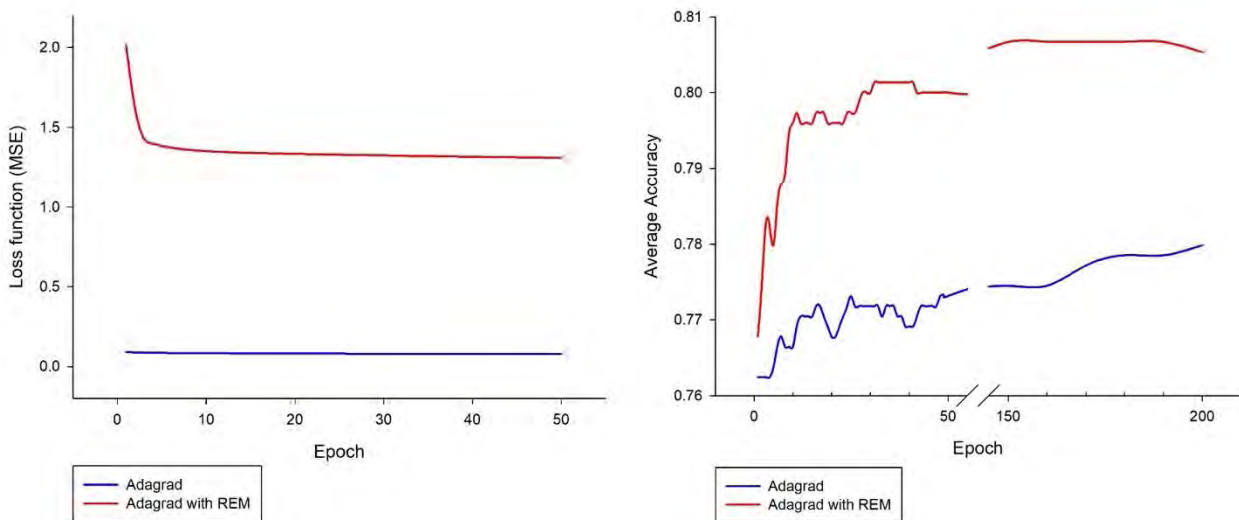 Loss function (MSE)
2.0
1.5
1.0
0.5
0.0
0 10 20 30 40 50
Epoch
Adagrad
Adagrad with REM
Average Accuracy
0.81
0.80
0.79
0.78
0.77
0.76
0 50 150 200
Epoch
Adagrad
Adagrad with REM